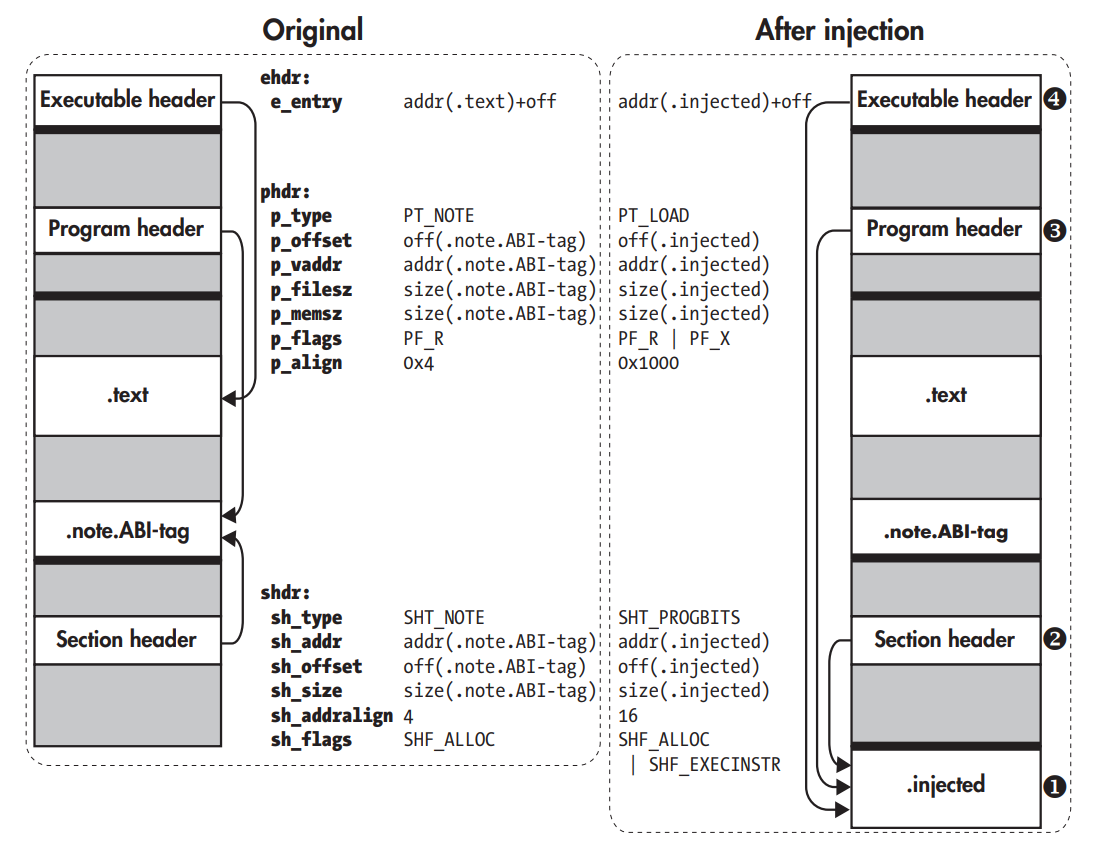 Original After injection
ehdr:
Executable header e_entry addr(.text)+off addr(.injected)+off Executable header ❹
phdr:
p_type PT_NOTE PT_LOAD
Program header p_offset off(.note.ABI-tag) off(.injected) Program header ❸
p_vaddr addr(.note.ABI-tag) addr(.injected)
p_filesz size(.note.ABI-tag) size(.injected)
p_memsz size(.note.ABI-tag) size(.injected)
p_flags PF_R PF_R | PF_X
p_align 0x4 0x1000
.text .text
.note.ABI-tag .note.ABI-tag
shdr:
sh_type SHT_NOTE SHT_PROGBITS
Section header sh_addr addr(.note.ABI-tag) addr(.injected) Section header ❷
sh_offset off(.note.ABI-tag) off(.injected)
sh_size size(.note.ABI-tag) size(.injected)
sh_addralign 4 16
sh_flags SHF_ALLOC SHF_ALLOC
| SHF_EXECINSTR
.injected ❶